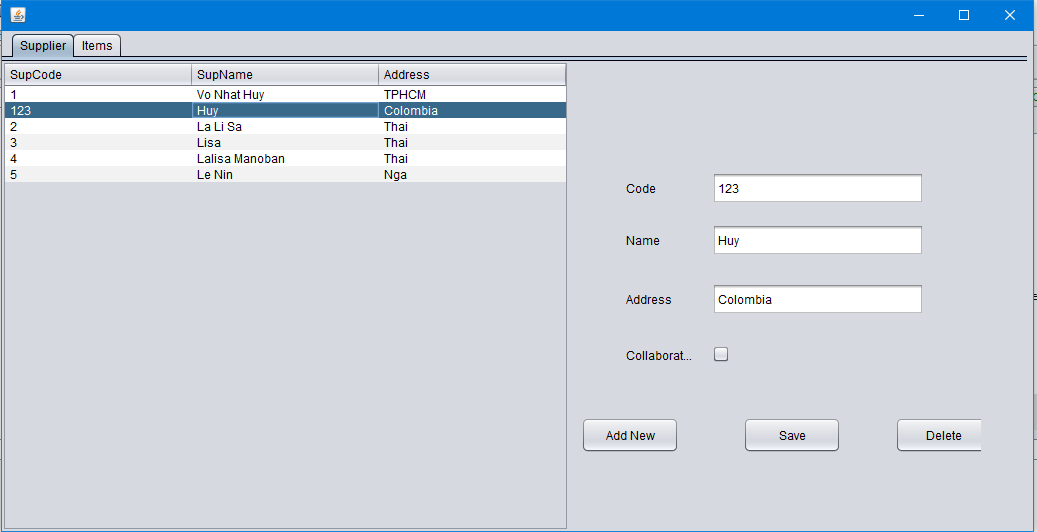 Supplier Items
SupCode SupName Address
1 Vo Nhat Huy TPHCM
123 Huy Colombia
2 La Li Sa Thai
3 Lisa Thai
4 Lalisa Manoban Thai
5 Le Nin Nga
Code 123
Name Huy
Address Colombia
Collaborat...
Add New Save Delete